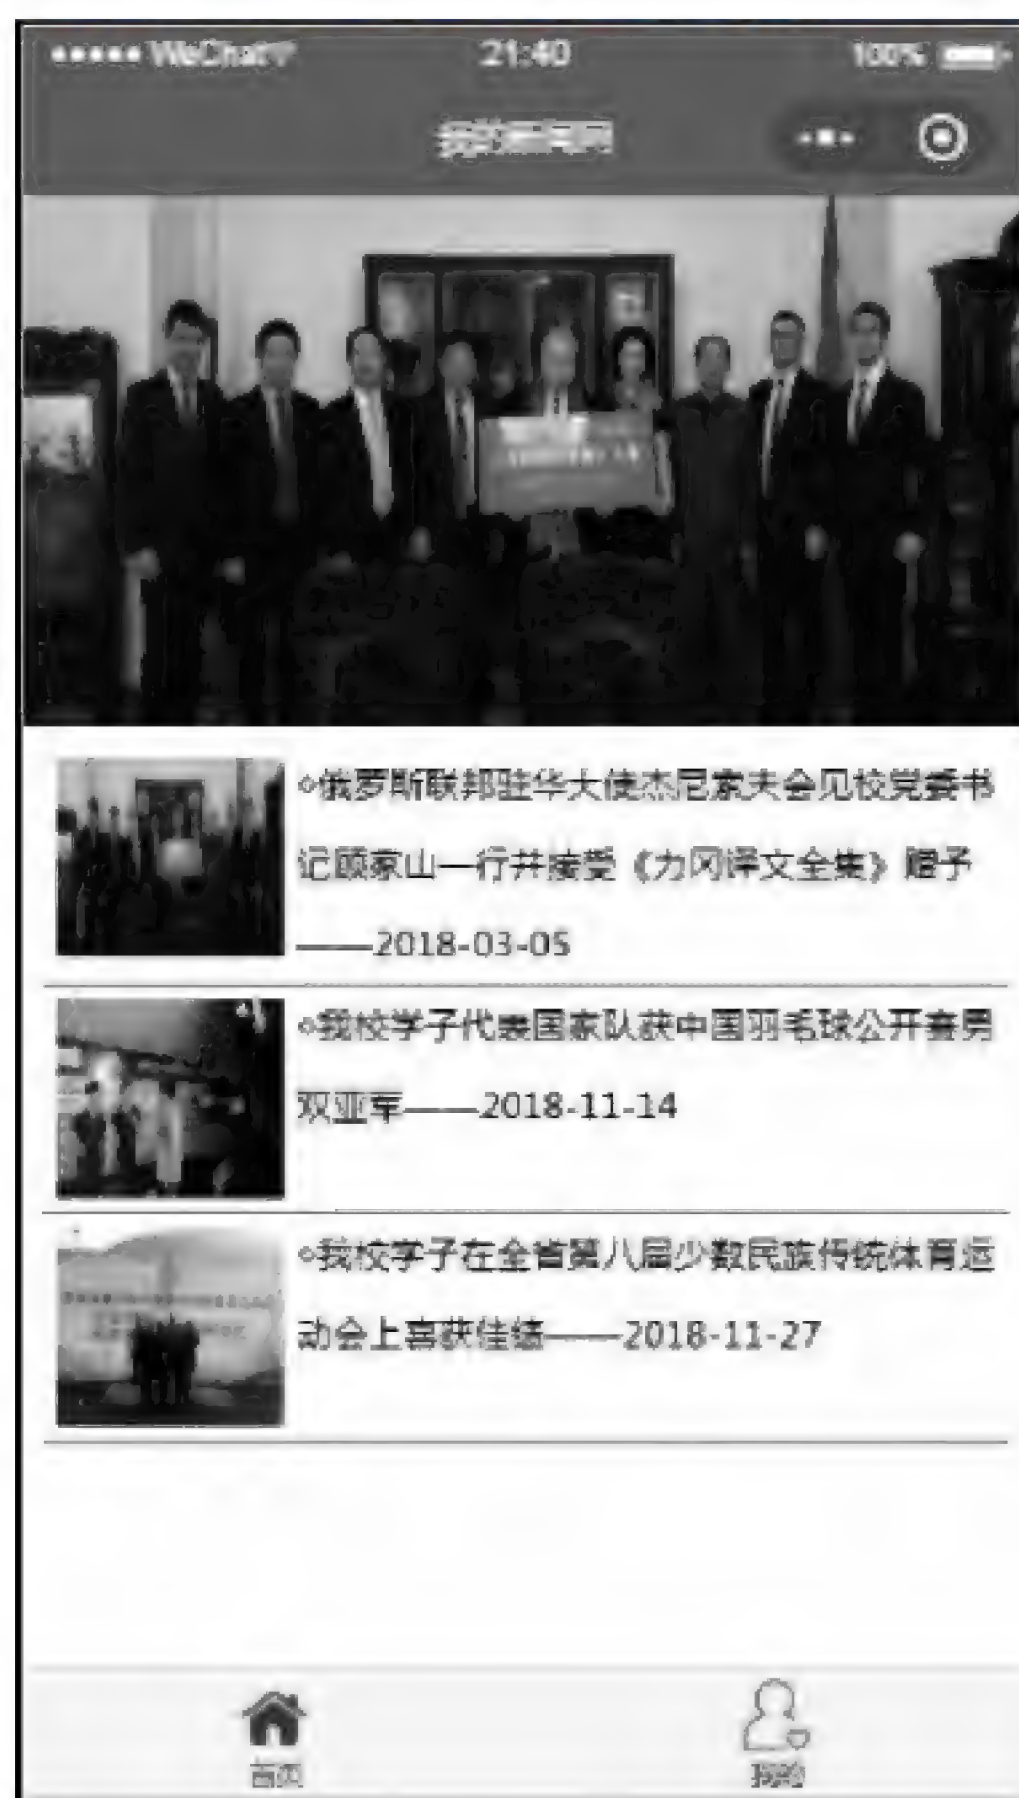 ●●●●● WeChat 21:40 100%
我的新闻网
◇俄罗斯联邦驻华大使杰尼索夫会见校党委书
记顾家山一行并接受《力冈译文全集》赠予
——2018-03-05
◇我校学子代表国家队获中国羽毛球公开赛男
双亚军——2018-11-14
◇我校学子在全省第八届少数民族传统体育运
动会上喜获佳绩——2018-11-27
首页 我的